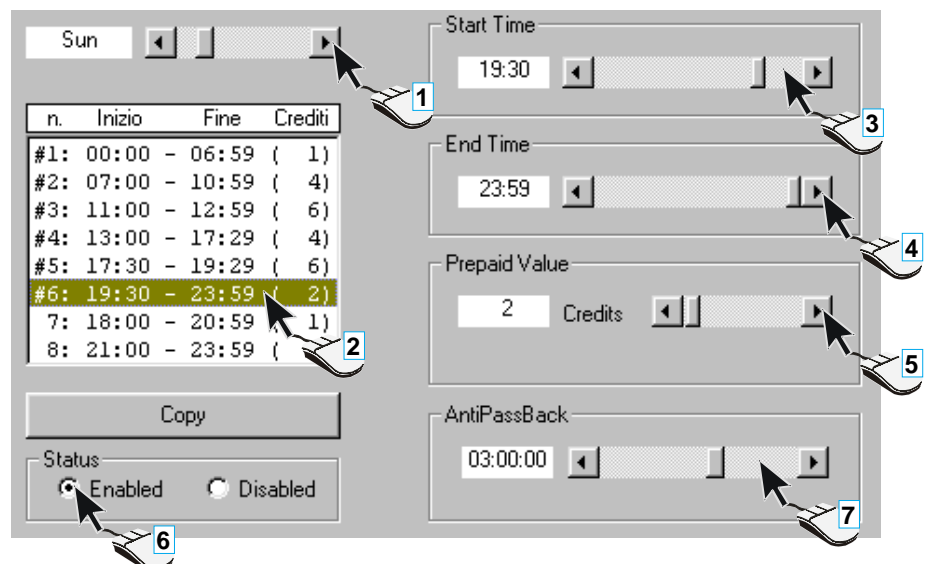 Sun
1
n. Inizio Fine Crediti
#1: 00:00 - 06:59 ( 1)
#2: 07:00 - 10:59 ( 4)
#3: 11:00 - 12:59 ( 6)
#4: 13:00 - 17:29 ( 4)
#5: 17:30 - 19:29 ( 6)
#6: 19:30 - 23:59 ( 2)
7: 18:00 - 20:59 ( 1)
8: 21:00 - 23:59 (
2
Copy
Status
Enabled Disabled
6
Start Time
19:30
3
End Time
23:59
4
Prepaid Value
2 Credits
5
AntiPassBack
03:00:00
7